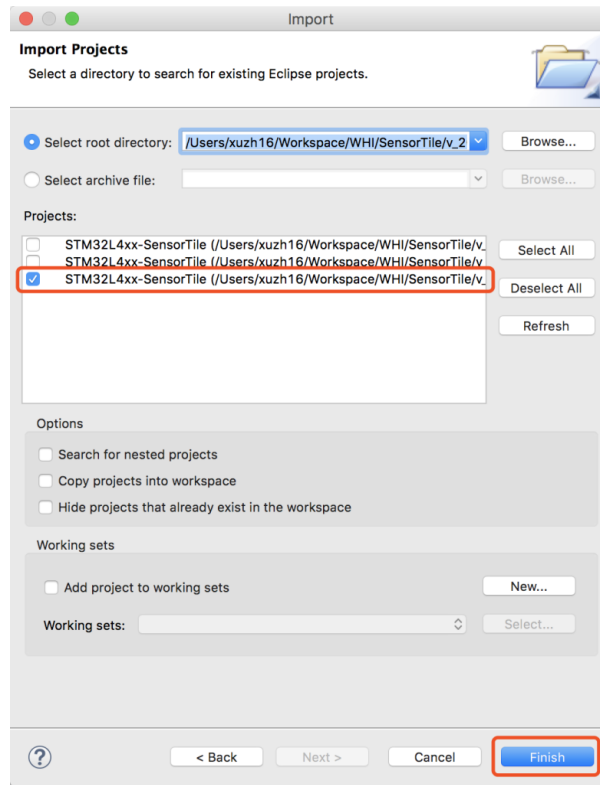 Import
Import Projects
Select a directory to search for existing Eclipse projects.
Select root directory: /Users/xuzh16/Workspace/WHI/SensorTile/v_2 Browse...
Select archive file: Browse...
Projects:
STM32L4xx-SensorTile (/Users/xuzh16/Workspace/WHI/SensorTile/v_
STM32L4xx-SensorTile (/Users/xuzh16/Workspace/WHI/SensorTile/v
STM32L4xx-SensorTile (/Users/xuzh16/Workspace/WHI/SensorTile/v_
Select All
Deselect All
Refresh
Options
Search for nested projects
Copy projects into workspace
Hide projects that already exist in the workspace
Working sets
Add project to working sets New...
Working sets: Select...
? < Back Next > Cancel Finish